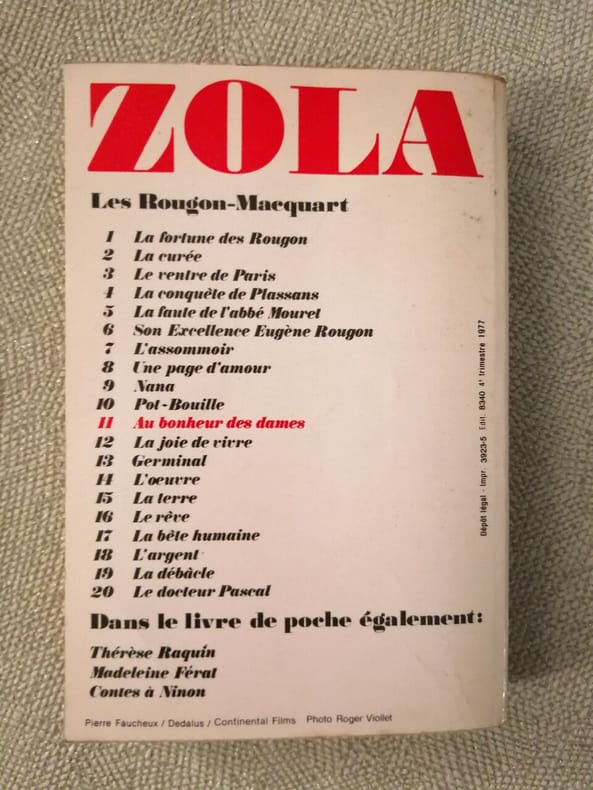 ZOLA
Les Rougon-Macquart
1 La fortune des Rougon
2 La curée
3 Le ventre de Paris
4 La conquête de Plassans
5 La faute de l'abbé Mouret
6 Son Excellence Eugène Rougon
7 L'assommoir
8 Une page d'amour
9 Nana
10 Pot-Bouille
11 Au bonheur des dames
12 La joie de vivre
13 Germinal
14 L'oeuvre
15 La terre
16 Le rêve
17 La bête humaine
18 L'argent
19 La débâcle
20 Le docteur Pascal
Dans le livre de poche également:
Thérèse Raquin
Madeleine Férat
Contes à Ninon
Pierre Faucheux / Dedalus / Continental Films Photo Roger Viollet
Dépôt légal - Impr. 3923-5 Edit. 8340 4e trimestre 1977